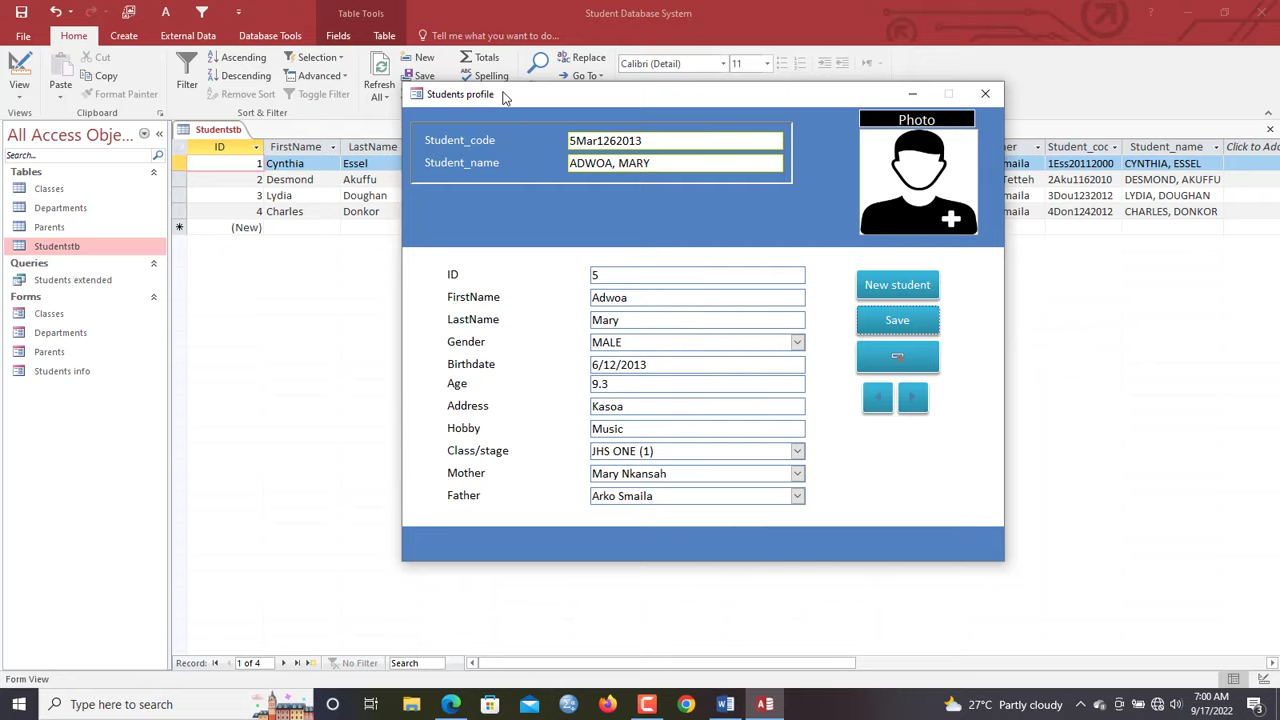 Table Tools
Student Database System
File Home Create External Data Database Tools Fields Table Tell me what you want to do...
Views
View
Paste
Cut
Copy
Format Painter
Clipboard
Filter
Ascending
Descending
Remove Sort
Selection
Advanced
Toggle Filter
Sort & Filter
Refresh
All
New
Save
Totals
Spelling
Replace
Go To
Calibri (Detail) 11
All Access Obje...
Search...
Tables
Classes
Departments
Parents
Studentstb
Queries
Students extended
Forms
Classes
Departments
Parents
Students info
Studentstb
ID FirstName LastName Student_coc Student_name Click to Add
1 Cynthia Essel maila 1Ess20112000 CYNTHIA, ESSEL
2 Desmond Akuffu Tetteh 2Aku1162010 DESMOND, AKUFFU
3 Lydia Doughan maila 3Dou1232012 LYDIA, DOUGHAN
4 Charles Donkor maila 4Don1242012 CHARLES, DONKOR
(New)
Students profile
Student_code 5Mar1262013
Student_name ADWOA, MARY
Photo
ID 5
FirstName Adwoa
LastName Mary
Gender MALE
Birthdate 6/12/2013
Age 9.3
Address Kasoa
Hobby Music
Class/stage JHS ONE (1)
Mother Mary Nkansah
Father Arko Smaila
New student
Save
Record: 1 of 4 No Filter Search
Form View
Type here to search
27°C Partly cloudy
7:00 AM
9/17/2022
3